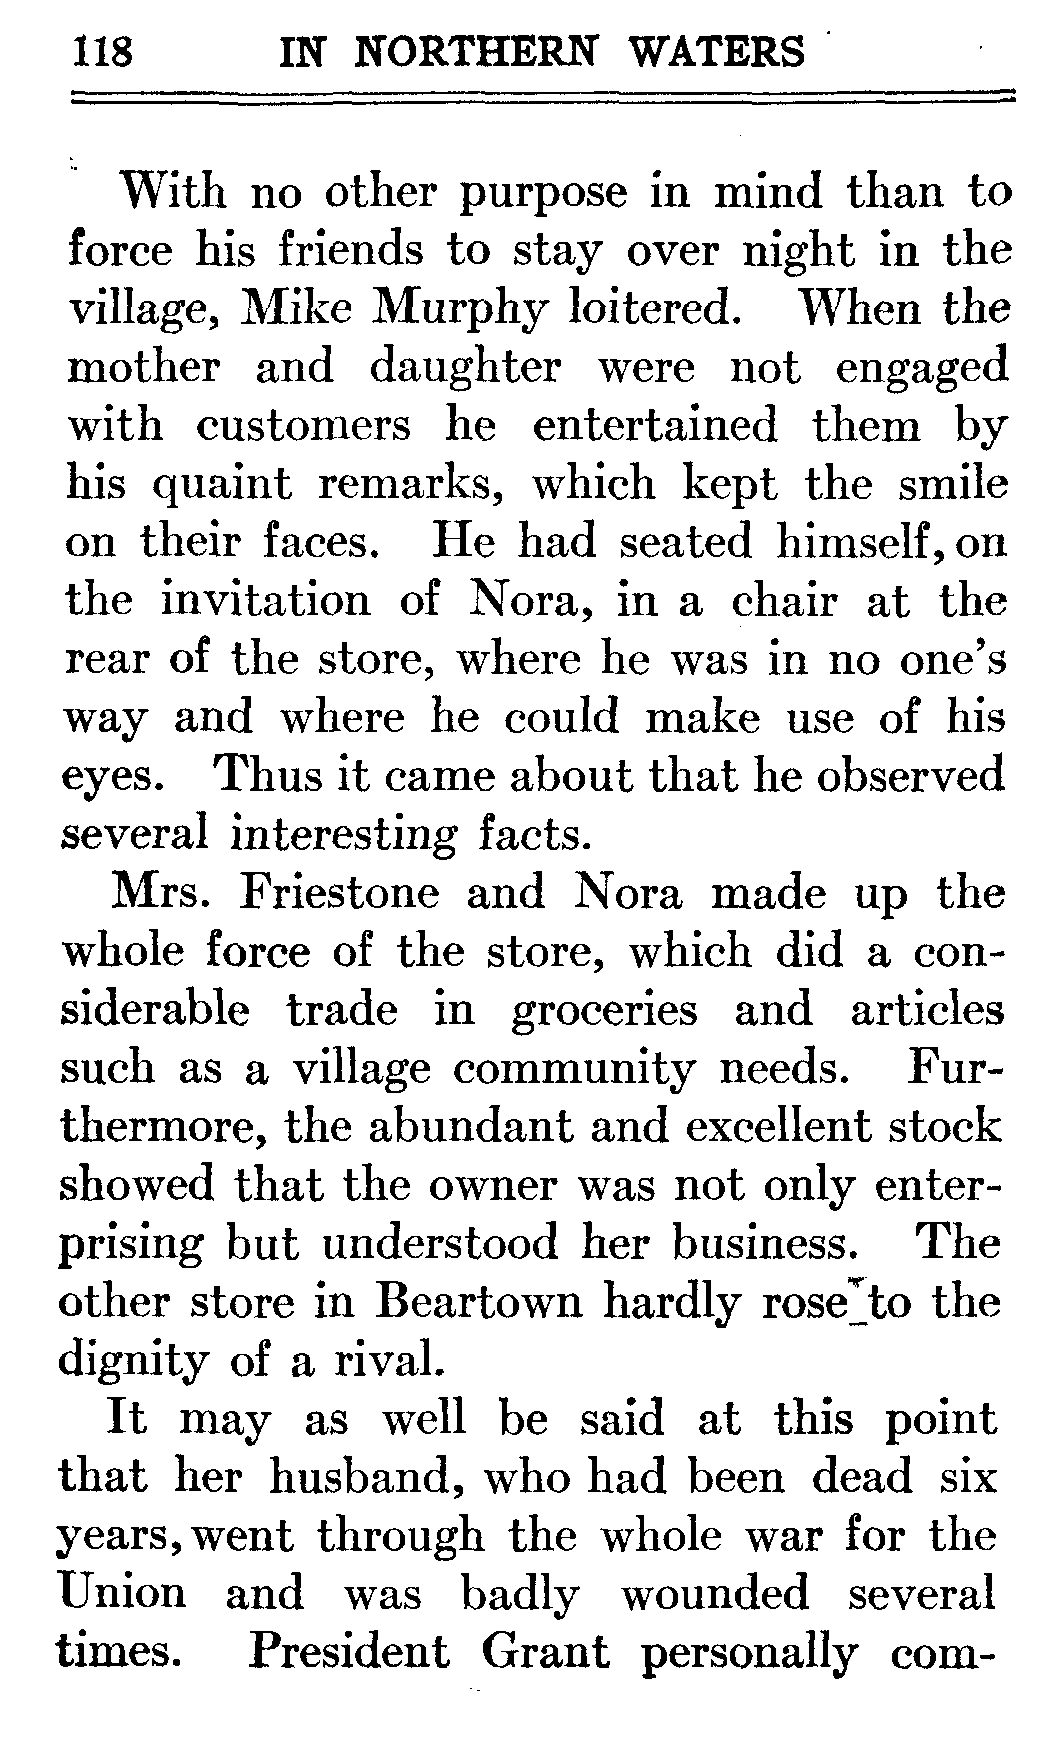 118 IN NORTHERN WATERS
With no other purpose in mind than to
force his friends to stay over night in the
village, Mike Murphy loitered. When the
mother and daughter were not engaged
with customers he entertained them by
his quaint remarks, which kept the smile
on their faces. He had seated himself, on
the invitation of Nora, in a chair at the
rear of the store, where he was in no one's
way and where he could make use of his
eyes. Thus it came about that he observed
several interesting facts.
Mrs. Friestone and Nora made up the
whole force of the store, which did a con-
siderable trade in groceries and articles
such as a village community needs. Fur-
thermore, the abundant and excellent stock
showed that the owner was not only enter-
prising but understood her business. The
other store in Beartown hardly rose to the
dignity of a rival.
It may as well be said at this point
that her husband, who had been dead six
years, went through the whole war for the
Union and was badly wounded several
times. President Grant personally com-